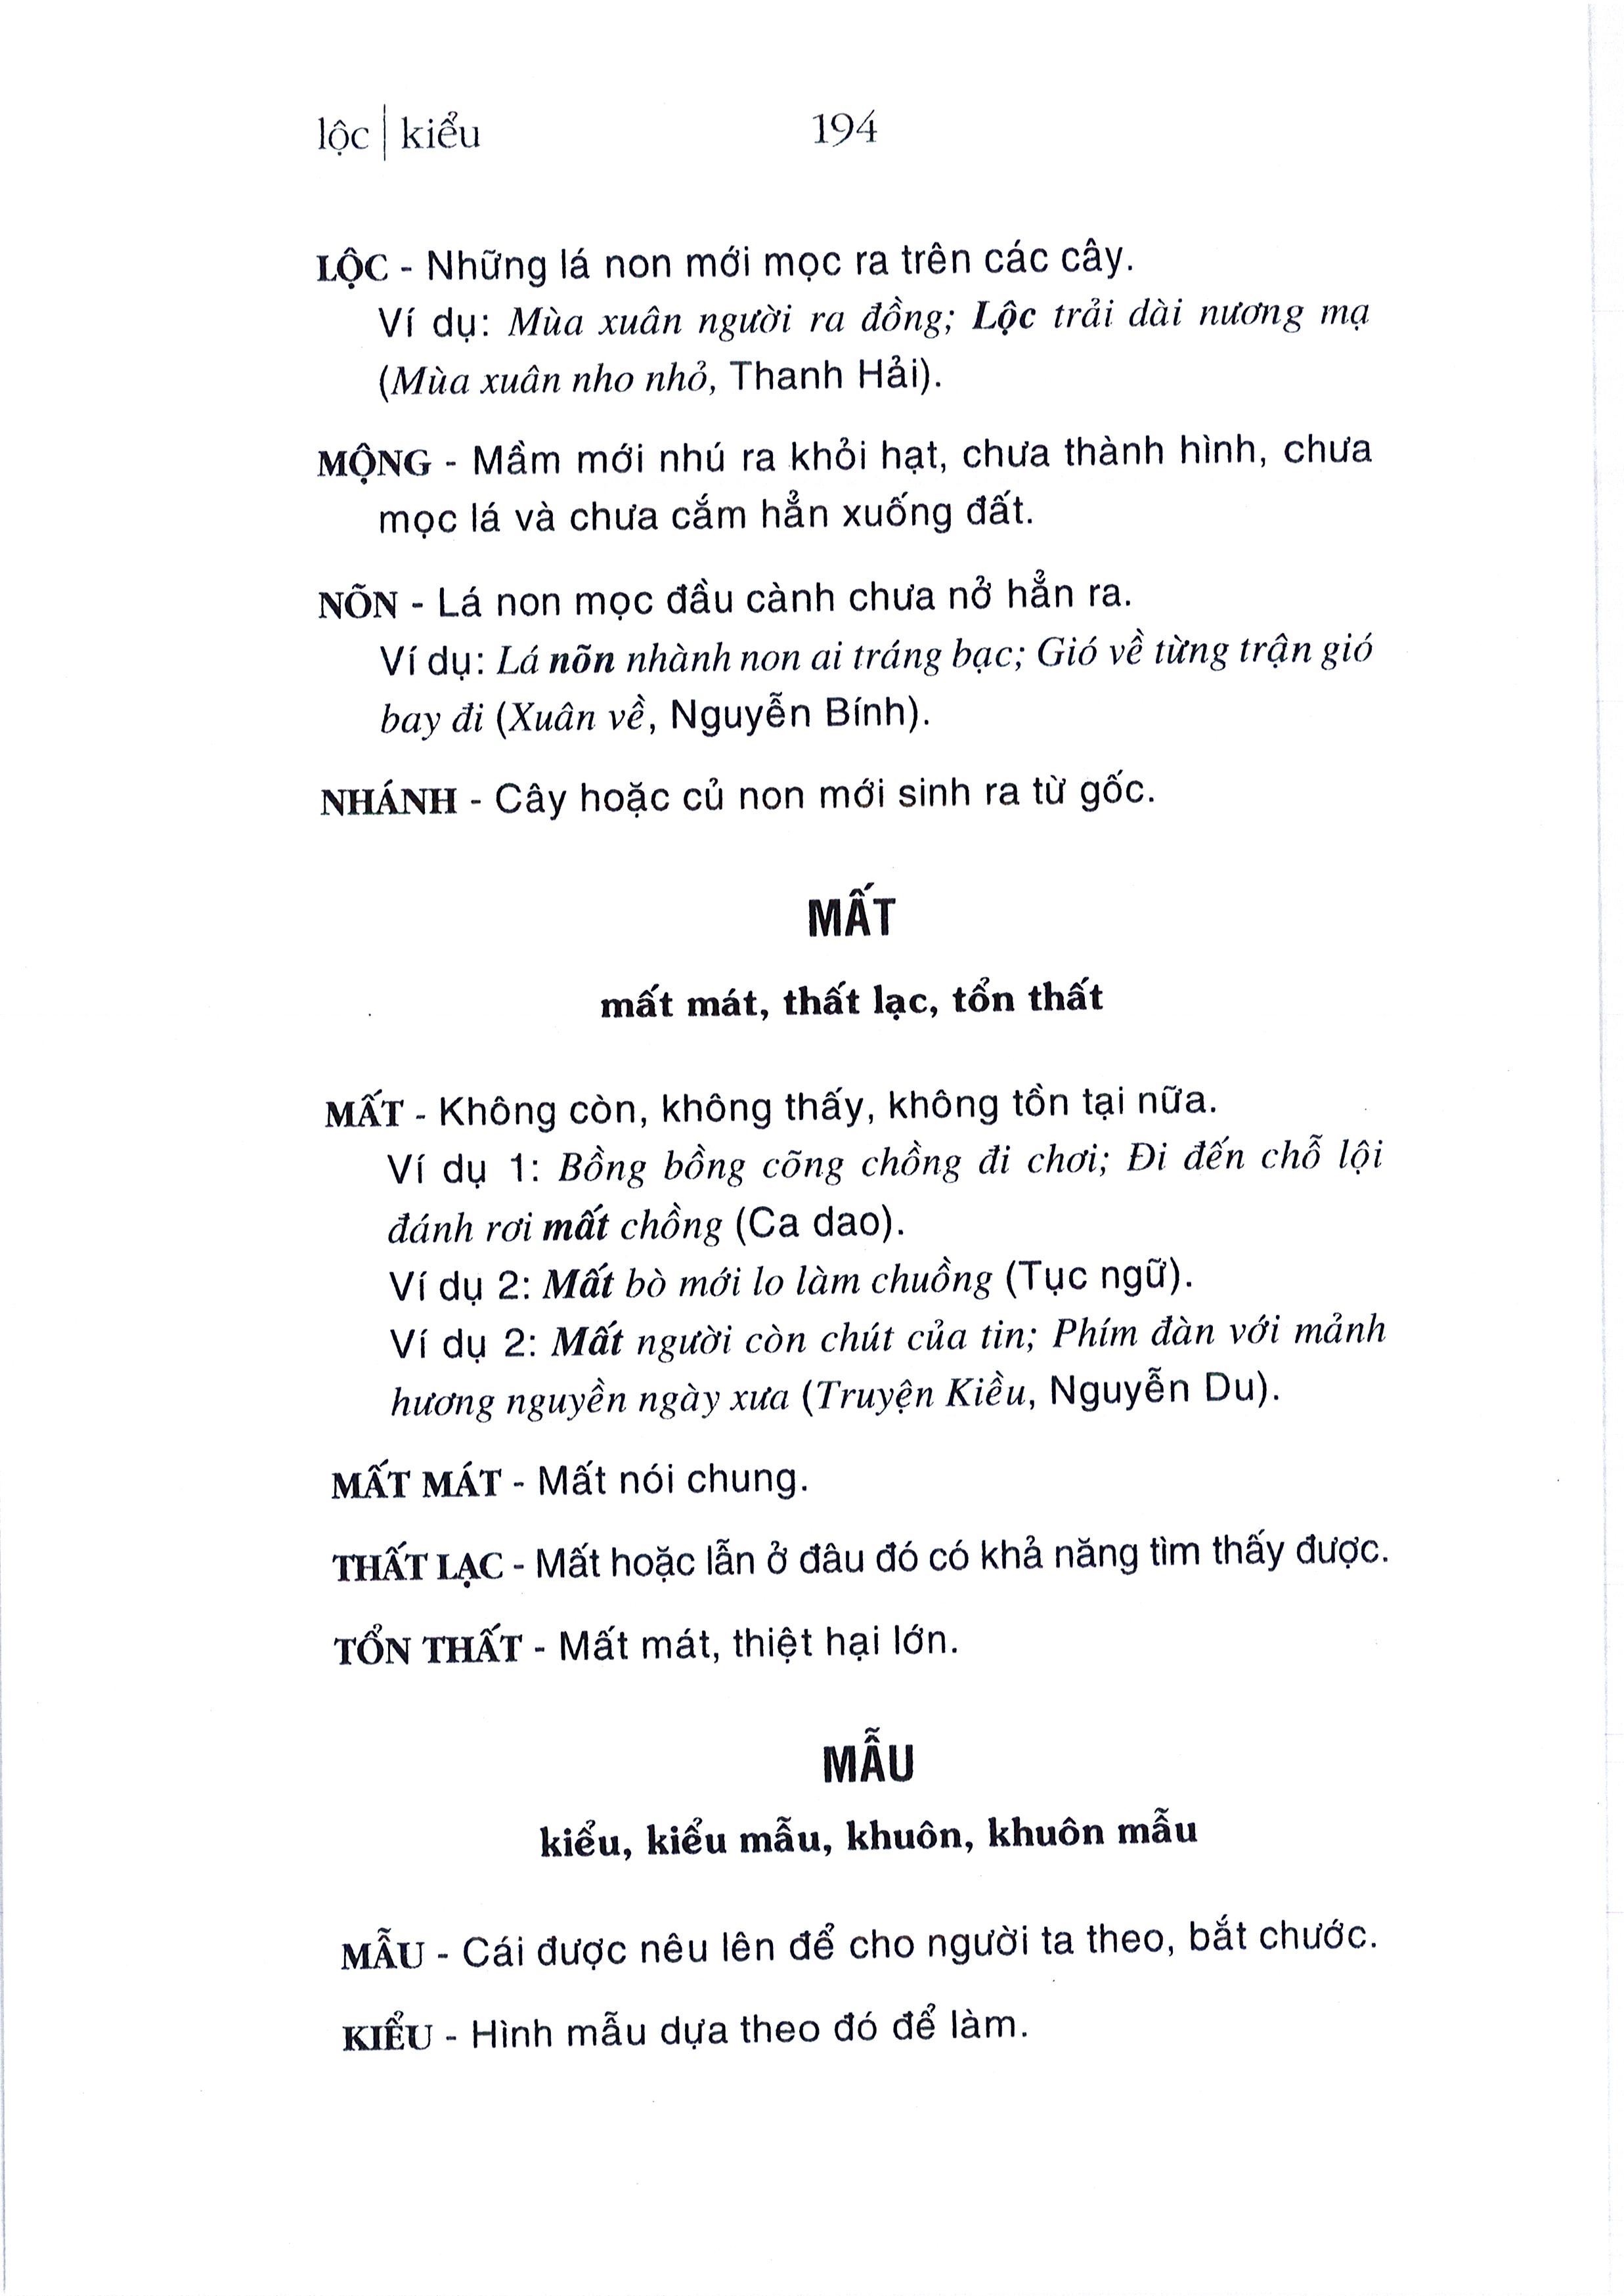 lộc | kiểu 194
LỘC - Những lá non mới mọc ra trên các cây.
Ví dụ: Mùa xuân người ra đồng; Lộc trải dài nương mạ
(Mùa xuân nho nhỏ, Thanh Hải).
MỘNG - Mầm mới nhú ra khỏi hạt, chưa thành hình, chưa
mọc lá và chưa cắm hẳn xuống đất.
NÕN - Lá non mọc đầu cành chưa nở hẳn ra.
Ví dụ: Lá nõn nhành non ai tráng bạc; Gió về từng trận gió
bay đi (Xuân về, Nguyễn Bính).
NHÁNH - Cây hoặc củ non mới sinh ra từ gốc.
MẤT
mất mát, thất lạc, tổn thất
MẤT - Không còn, không thấy, không tồn tại nữa.
Ví dụ 1: Bồng bồng cõng chồng đi chơi; Đi đến chỗ lội
đánh rơi mất chồng (Ca dao).
Ví dụ 2: Mất bò mới lo làm chuồng (Tục ngữ).
Ví dụ 2: Mất người còn chút của tin; Phím đàn với mảnh
hương nguyền ngày xưa (Truyện Kiều, Nguyễn Du).
MẤT MÁT - Mất nói chung.
THẤT LẠC - Mất hoặc lẫn ở đâu đó có khả năng tìm thấy được.
TỔN THẤT - Mất mát, thiệt hại lớn.
MẪU
kiểu, kiểu mẫu, khuôn, khuôn mẫu
MẪU - Cái được nêu lên để cho người ta theo, bắt chước.
KIỂU - Hình mẫu dựa theo đó để làm.